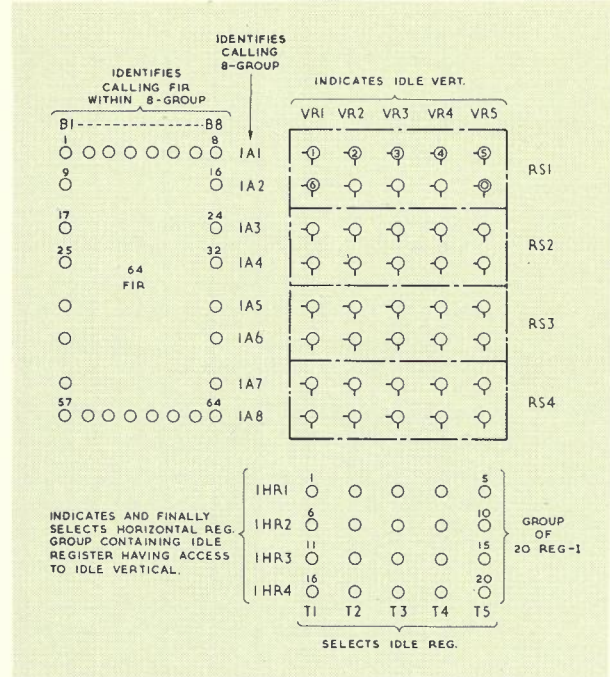 IDENTIFIES
CALLING
8-GROUP
IDENTIFIES
CALLING FIR
WITHIN 8-GROUP
INDICATES IDLE VERT.
VR1 VR2 VR3 VR4 VR5
B1 B8
1 8 1A1
1 2 3 4 5
RS1
9 16 1A2
6 0
17 24 1A3
RS2
25 32 1A4
64
FIR
1A5
RS3
1A6
1A7
RS4
57 64 1A8
1HR1 1 5
1HR2 6 10
1HR3 11 15
1HR4 16 20
T1 T2 T3 T4 T5
INDICATES AND FINALLY
SELECTS HORIZONTAL REG.
GROUP CONTAINING IDLE
REGISTER HAVING ACCESS
TO IDLE VERTICAL.
GROUP
OF
20 REG-I
SELECTS IDLE REG.